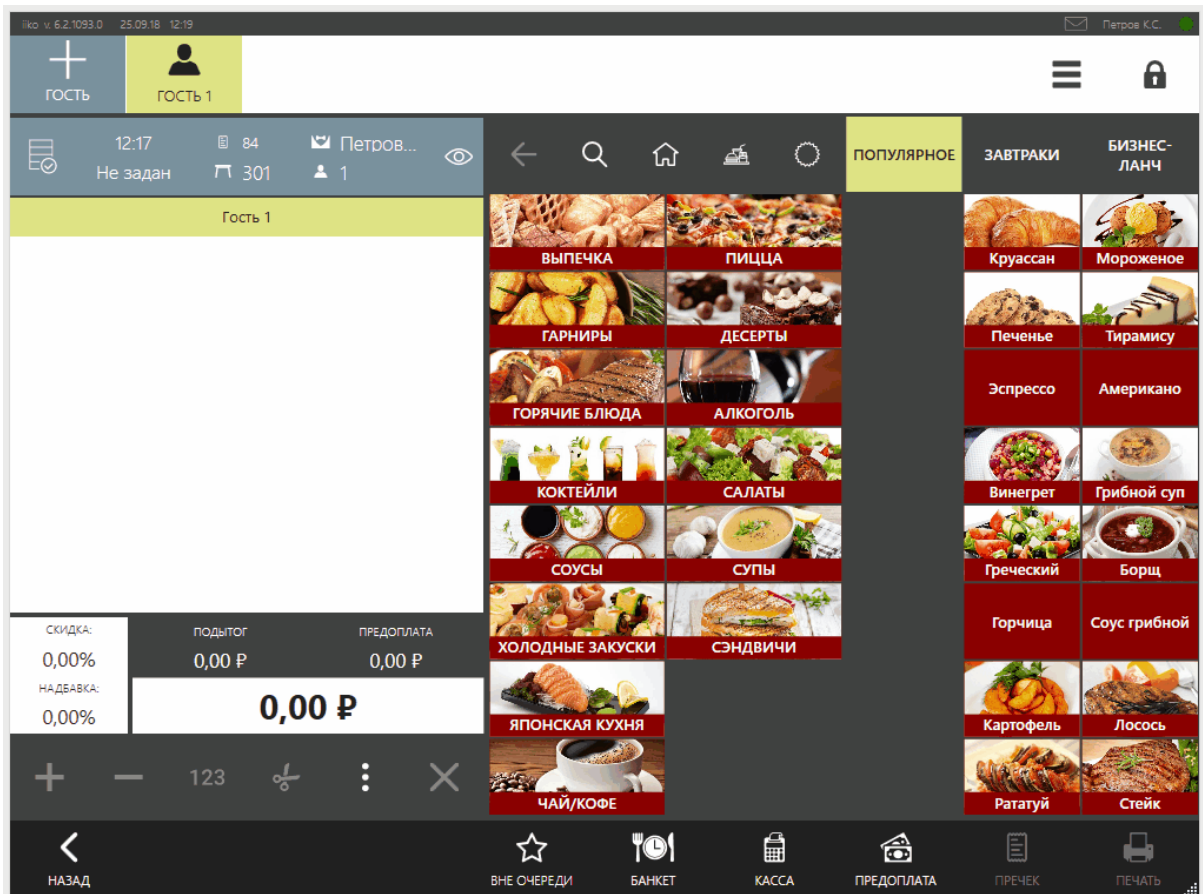 iiko v. 6.2.1093.0 25.09.18 12:19 Петров К.С.
ГОСТЬ ГОСТЬ 1
12:17 84 Петров...
Не задан 301 1
ПОПУЛЯРНОЕ ЗАВТРАКИ БИЗНЕС-
ЛАНЧ
Гость 1
ВЫПЕЧКА ПИЦЦА Круассан Мороженое
ГАРНИРЫ ДЕСЕРТЫ Печенье Тирамису
ГОРЯЧИЕ БЛЮДА АЛКОГОЛЬ Эспрессо Американо
КОКТЕЙЛИ САЛАТЫ Винегрет Грибной суп
СОУСЫ СУПЫ Греческий Борщ
ХОЛОДНЫЕ ЗАКУСКИ СЭНДВИЧИ Горчица Соус грибной
ЯПОНСКАЯ КУХНЯ Картофель Лосось
ЧАЙ/КОФЕ Рататуй Стейк
СКИДКА: ПОДЫТОГ ПРЕДОПЛАТА
0,00% 0,00 ₽ 0,00 ₽
НАДБАВКА:
0,00% 0,00 ₽
123
НАЗАД ВНЕ ОЧЕРЕДИ БАНКЕТ КАССА ПРЕДОПЛАТА ПРЕЧЕК ПЕЧАТЬ